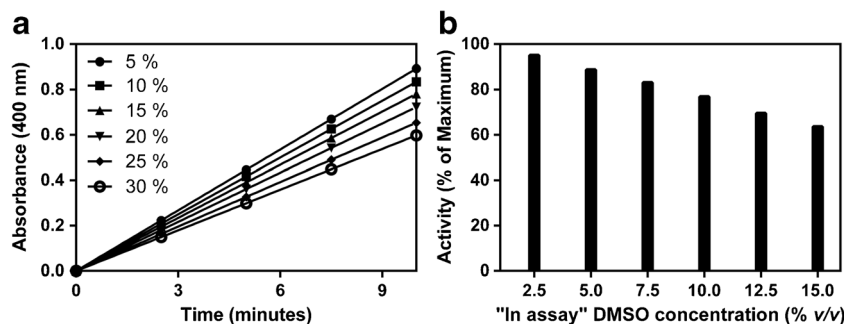 a
Absorbance (400 nm)
1.0
0.8
0.6
0.4
0.2
0.0
5 %
10 %
15 %
20 %
25 %
30 %
0 3 6 9
Time (minutes)
b
Activity (% of Maximum)
100
80
60
40
20
0
2.5 5.0 7.5 10.0 12.5 15.0
"In assay" DMSO concentration (% v/v)